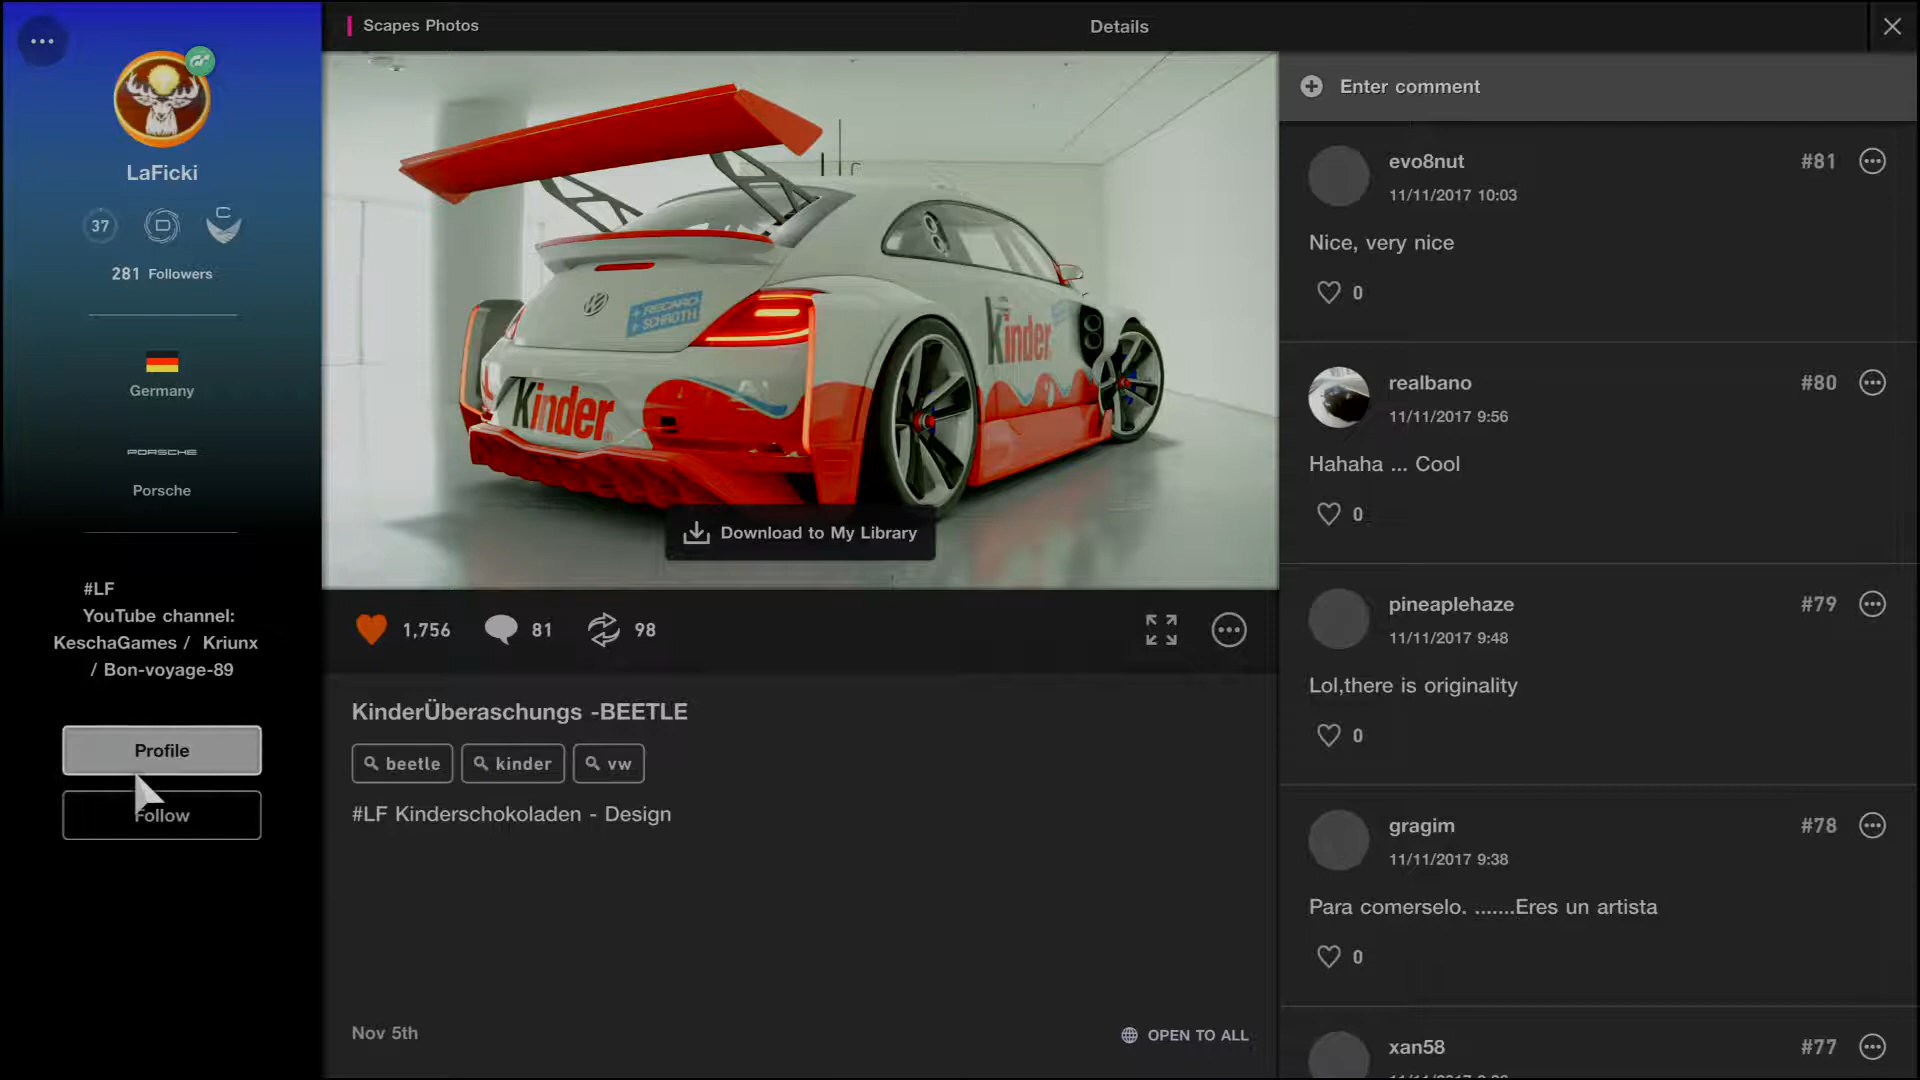 Scapes Photos
Details
LaFicki
37
D
C
281 Followers
Germany
PORSCHE
Porsche
#LF
YouTube channel:
KeschaGames / Kriunx
/ Bon-voyage-89
Profile
Follow
RECARO
SCHROTH
Kinder
Kinder
Download to My Library
1,756
81
98
KinderÜberaschungs -BEETLE
beetle
kinder
vw
#LF Kinderschokoladen - Design
Nov 5th
OPEN TO ALL
Enter comment
evo8nut
#81
11/11/2017 10:03
Nice, very nice
0
realbano
#80
11/11/2017 9:56
Hahaha ... Cool
0
pineaplehaze
#79
11/11/2017 9:48
Lol,there is originality
0
gragim
#78
11/11/2017 9:38
Para comerselo. .......Eres un artista
0
xan58
#77